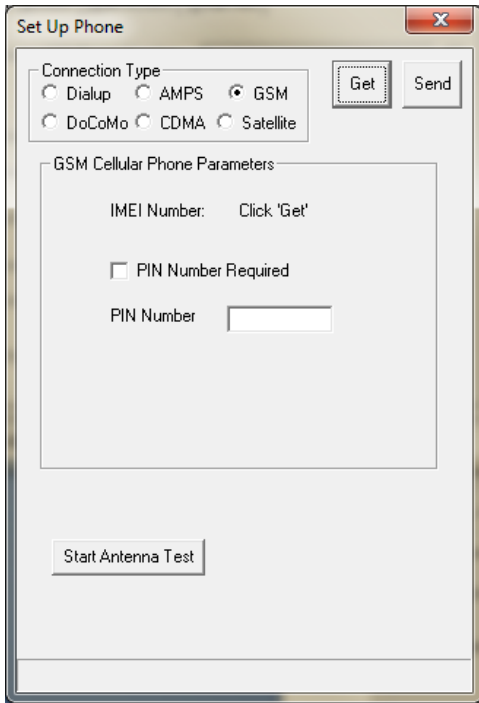 Set Up Phone
Connection Type
Dialup AMPS GSM
DoCoMo CDMA Satellite
Get Send
GSM Cellular Phone Parameters
IMEI Number: Click 'Get'
PIN Number Required
PIN Number
Start Antenna Test